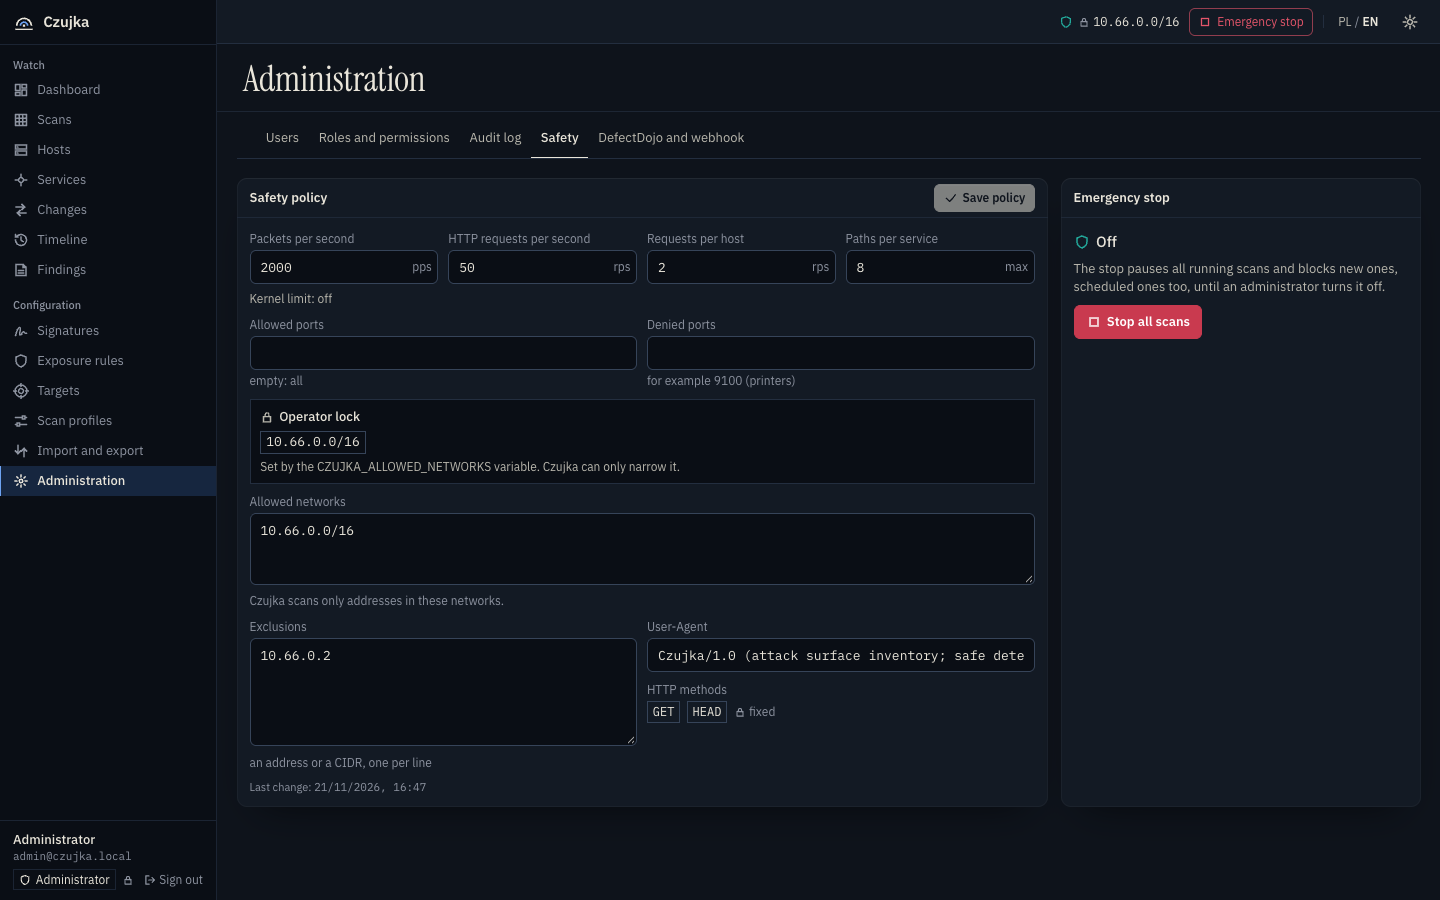 Czujka
10.66.0.0/16
Emergency stop
PL / EN
Watch
Dashboard
Scans
Hosts
Services
Changes
Timeline
Findings
Configuration
Signatures
Exposure rules
Targets
Scan profiles
Import and export
Administration
Administrator
admin@czujka.local
Administrator
Sign out
Administration
Users
Roles and permissions
Audit log
Safety
DefectDojo and webhook
Safety policy
Save policy
Packets per second
HTTP requests per second
Requests per host
Paths per service
2000 pps
50 rps
2 rps
8 max
Kernel limit: off
Allowed ports
Denied ports
empty: all
for example 9100 (printers)
Operator lock
10.66.0.0/16
Set by the CZUJKA_ALLOWED_NETWORKS variable. Czujka can only narrow it.
Allowed networks
10.66.0.0/16
Czujka scans only addresses in these networks.
Exclusions
10.66.0.2
an address or a CIDR, one per line
User-Agent
Czujka/1.0 (attack surface inventory; safe dete
HTTP methods
GET HEAD fixed
Last change: 21/11/2026, 16:47
Emergency stop
Off
The stop pauses all running scans and blocks new ones,
scheduled ones too, until an administrator turns it off.
Stop all scans